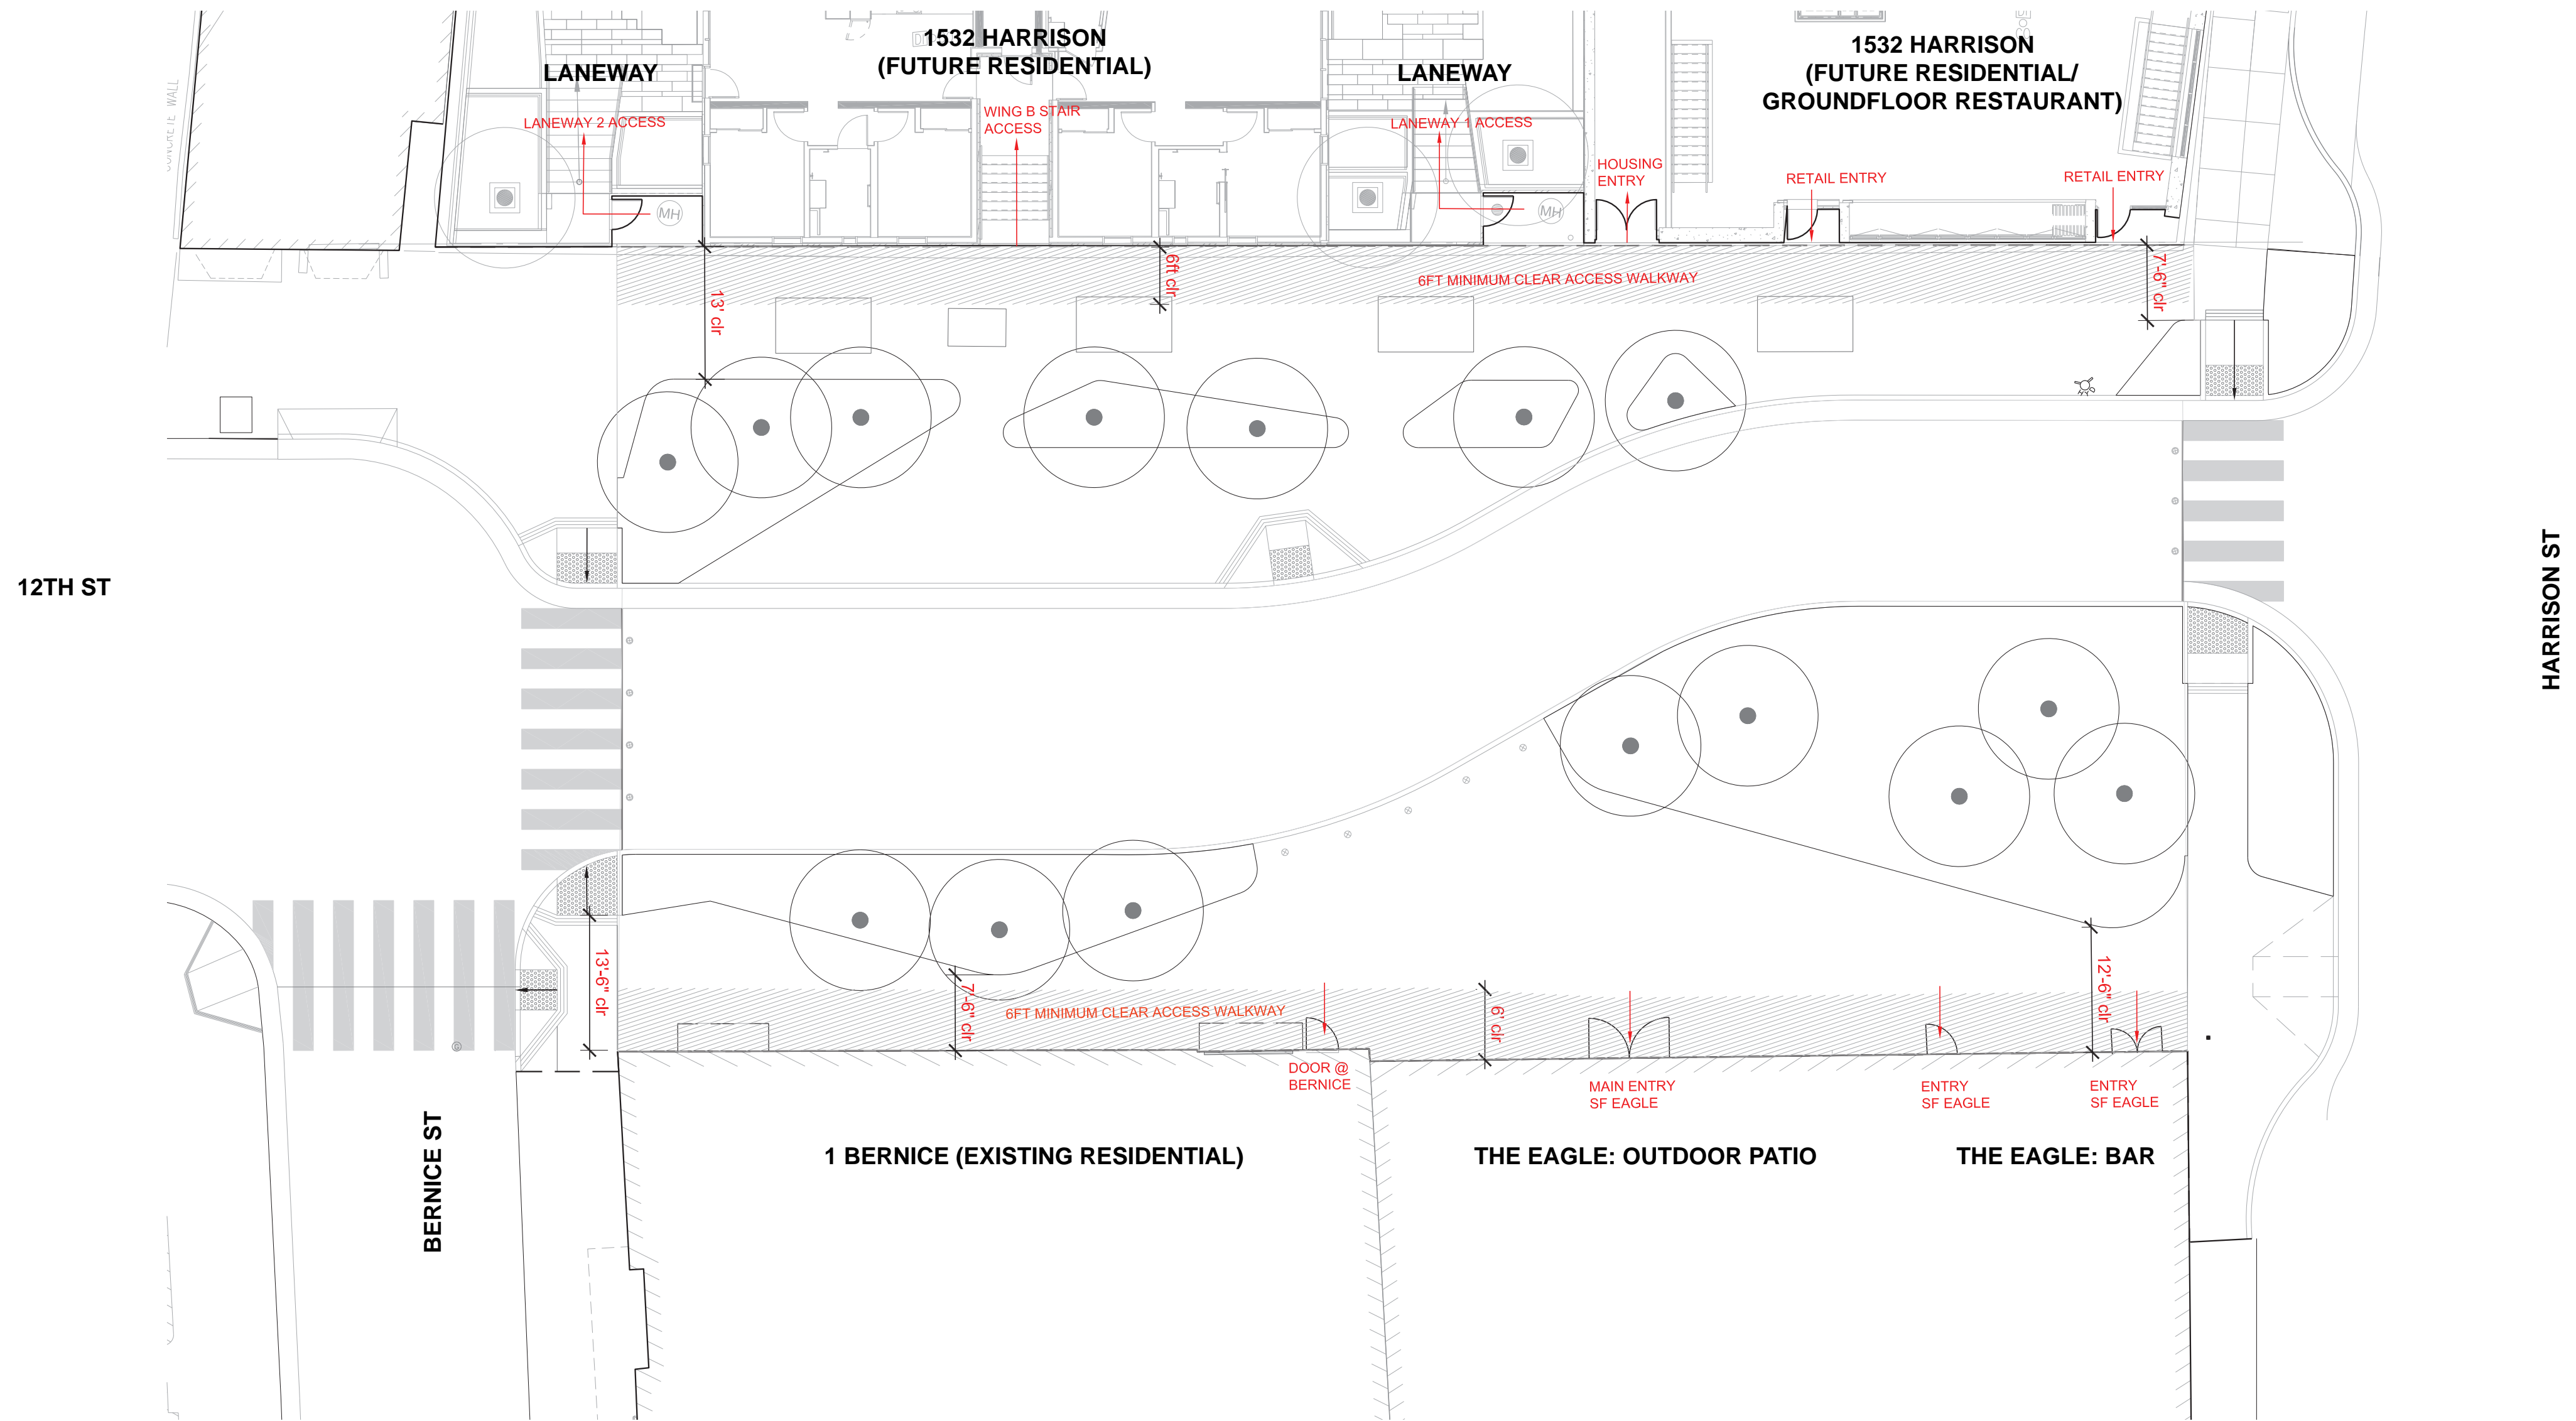 1532 HARRISON
(FUTURE RESIDENTIAL)
LANEWAY
LANEWAY
1532 HARRISON
(FUTURE RESIDENTIAL/
GROUNDFLOOR RESTAURANT)
CONCRETE WALL
LANEWAY 2 ACCESS
WING B STAIR
ACCESS
LANEWAY 1 ACCESS
HOUSING
ENTRY
RETAIL ENTRY
RETAIL ENTRY
MH
MH
6ft clr
6FT MINIMUM CLEAR ACCESS WALKWAY
7'-6" clr
13' clr
12TH ST
HARRISON ST
13'-6" clr
7'-6" clr
6FT MINIMUM CLEAR ACCESS WALKWAY
6' clr
12'-6" clr
DOOR @
BERNICE
MAIN ENTRY
SF EAGLE
ENTRY
SF EAGLE
ENTRY
SF EAGLE
BERNICE ST
1 BERNICE (EXISTING RESIDENTIAL)
THE EAGLE: OUTDOOR PATIO
THE EAGLE: BAR